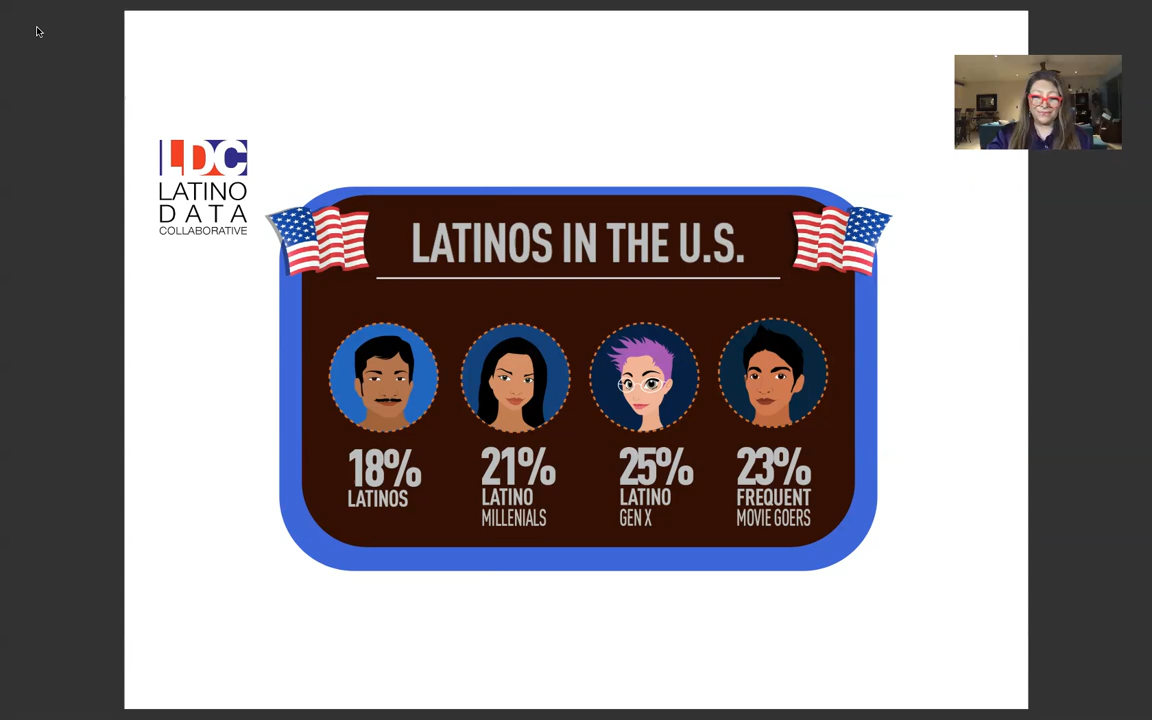 LDC
LATINO
DATA
COLLABORATIVE
LATINOS IN THE U.S.
18%
LATINOS
21%
LATINO
MILLENIALS
25%
LATINO
GEN X
23%
FREQUENT
MOVIE GOERS